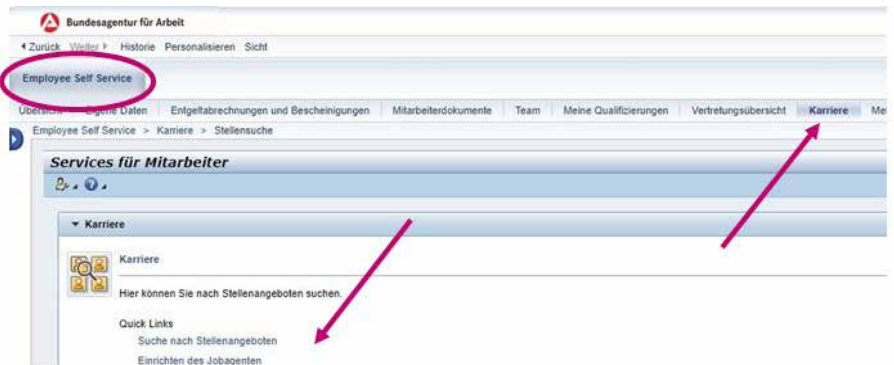 Bundesagentur für Arbeit
Zurück Weiter Historie Personalisieren Sicht
Employee Self Service
Übersicht Eigene Daten Entgeltabrechnungen und Bescheinigungen Mitarbeiterdokumente Team Meine Qualifizierungen Vertretungsübersicht Karriere Me
Employee Self Service > Karriere > Stellensuche
Services für Mitarbeiter
Karriere
Karriere
Hier können Sie nach Stellenangeboten suchen.
Quick Links
Suche nach Stellenangeboten
Einrichten des Jobagenten